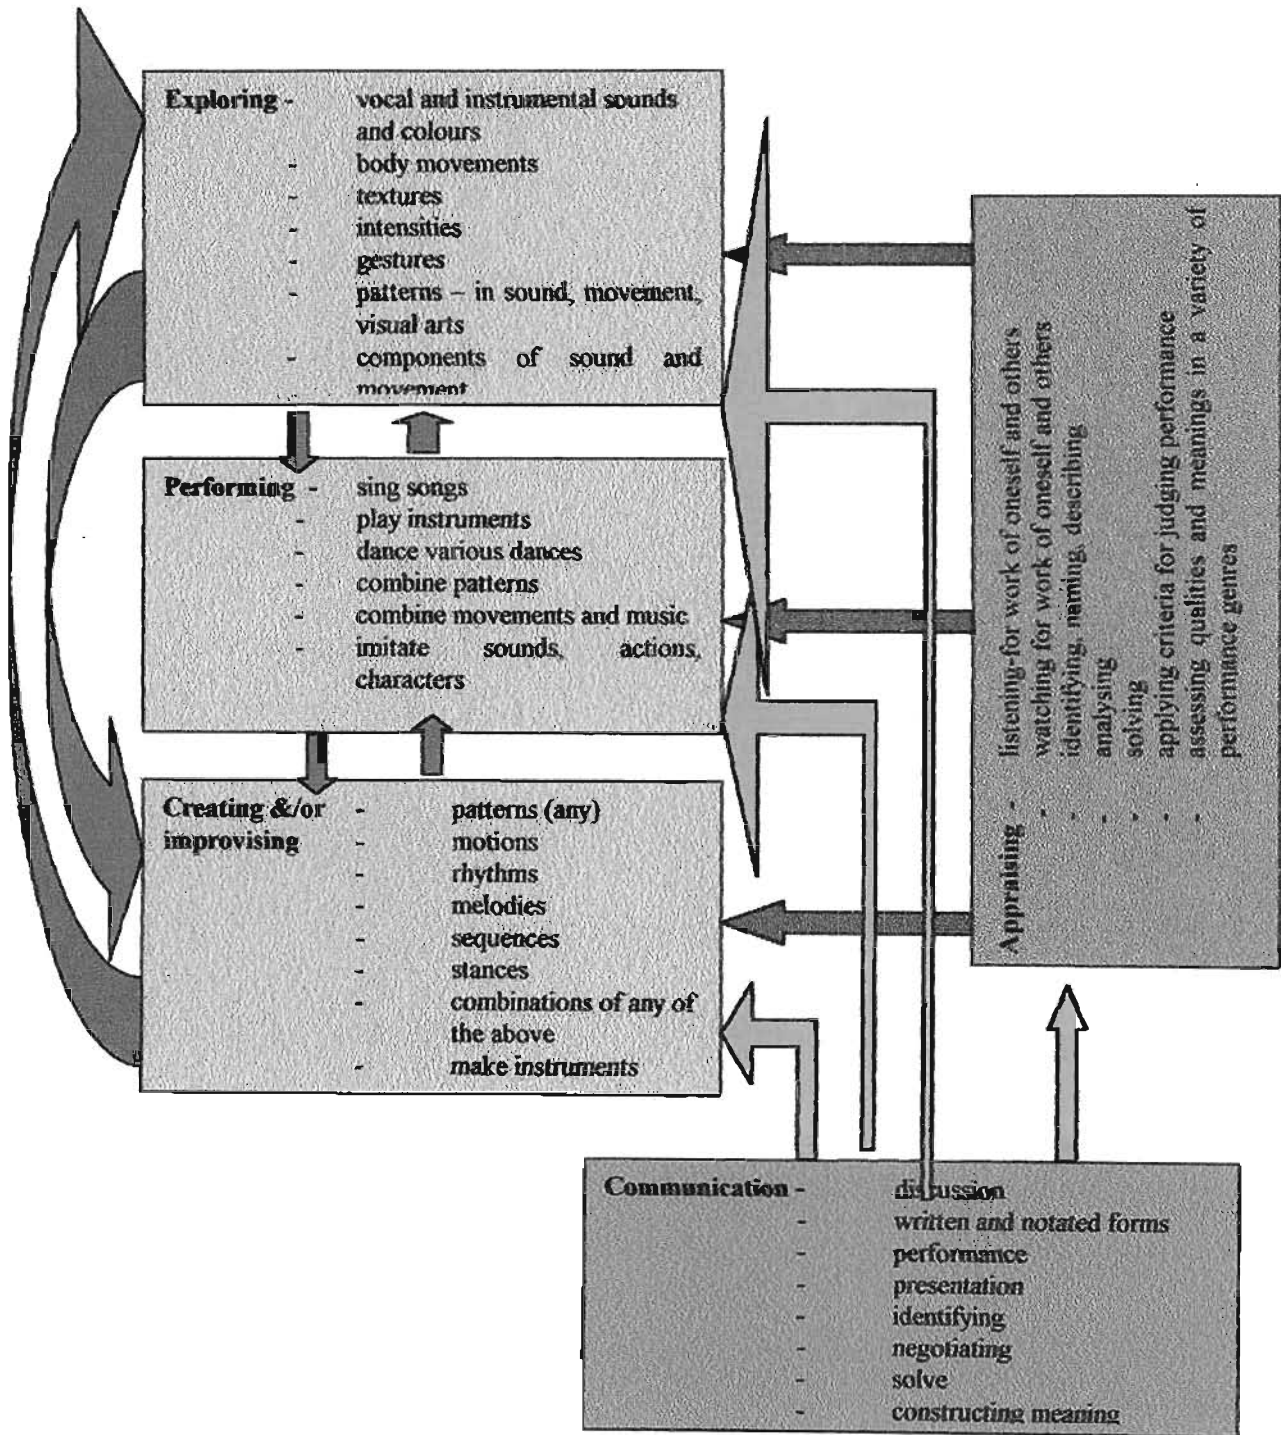 Exploring - vocal and instrumental sounds
and colours
- body movements
- textures
- intensities
- gestures
- patterns – in sound, movement,
visual arts
- components of sound and
movement
Performing - sing songs
- play instruments
- dance various dances
- combine patterns
- combine movements and music
- imitate sounds, actions,
characters
Creating &/or - patterns (any)
improvising - motions
- rhythms
- melodies
- sequences
- stances
- combinations of any of
the above
- make instruments
Appraising - listening-for work of oneself and others
- watching for work of oneself and others
- identifying, naming, describing
- analysing
- solving
- applying criteria for judging performance
- assessing qualities and meanings in a variety of
performance genres
Communication - discussion
- written and notated forms
- performance
- presentation
- identifying
- negotiating
- solve
- constructing meaning